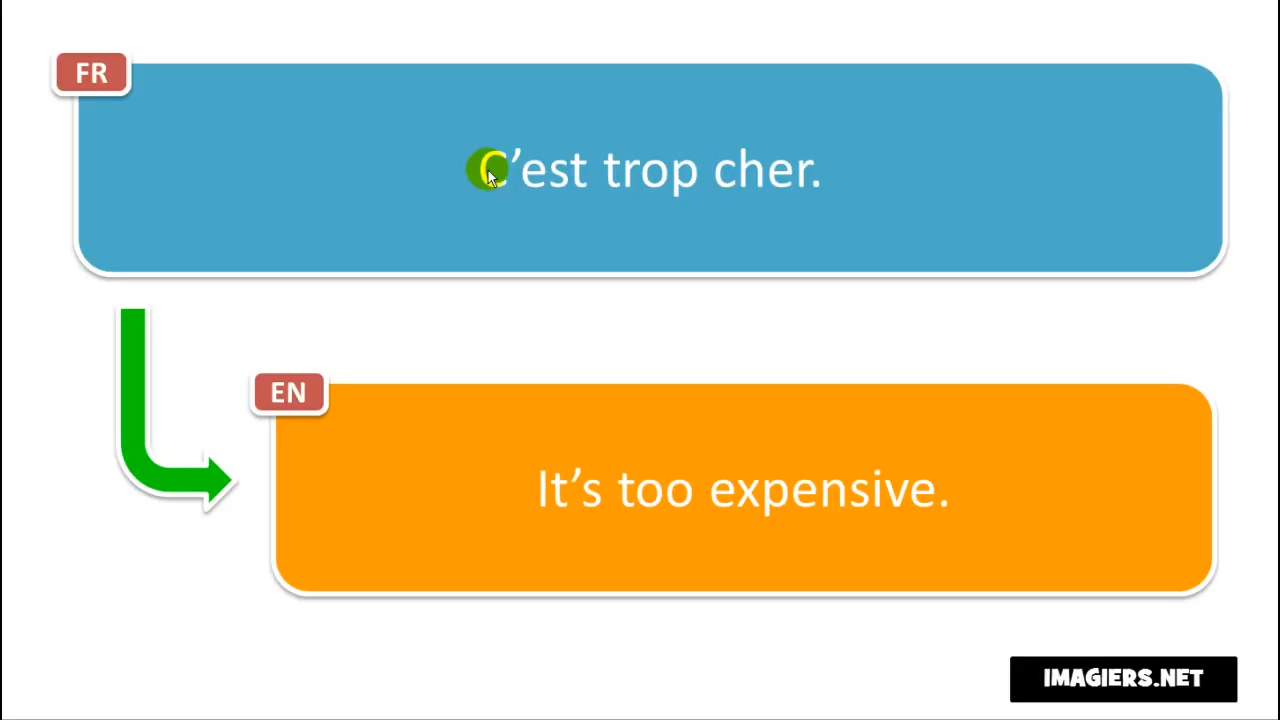 FR
C’est trop cher.
EN
It’s too expensive.
IMAGIERS.NET